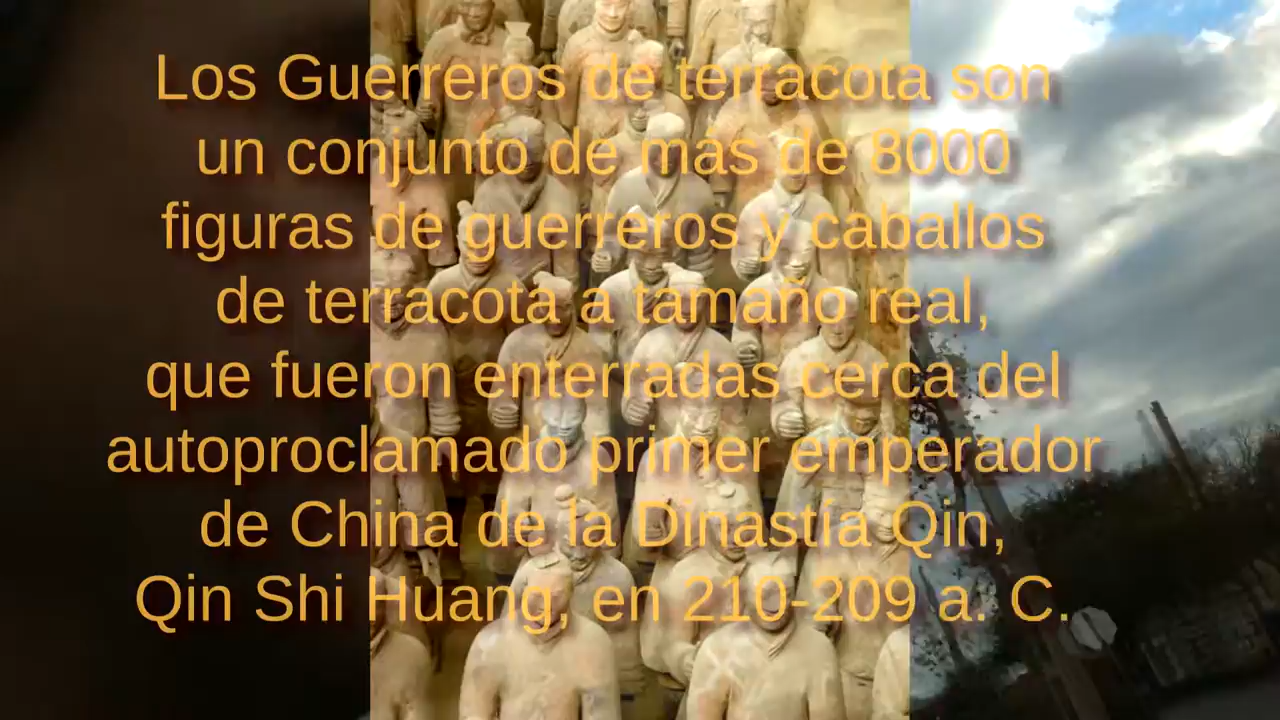 Los Guerreros de terracota son
un conjunto de más de 8000
figuras de guerreros y caballos
de terracota a tamaño real,
que fueron enterradas cerca del
autoproclamado primer emperador
de China de la Dinastía Qin,
Qin Shi Huang, en 210-209 a. C.